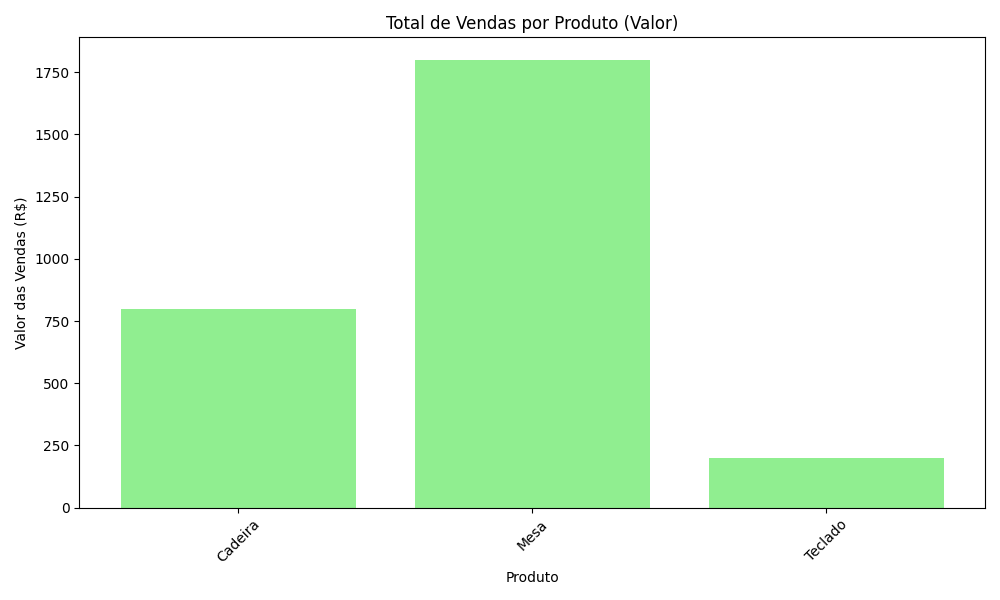 Total de Vendas por Produto (Valor)
Valor das Vendas (R$)
1750
1500
1250
1000
750
500
250
0
Cadeira
Mesa
Teclado
Produto